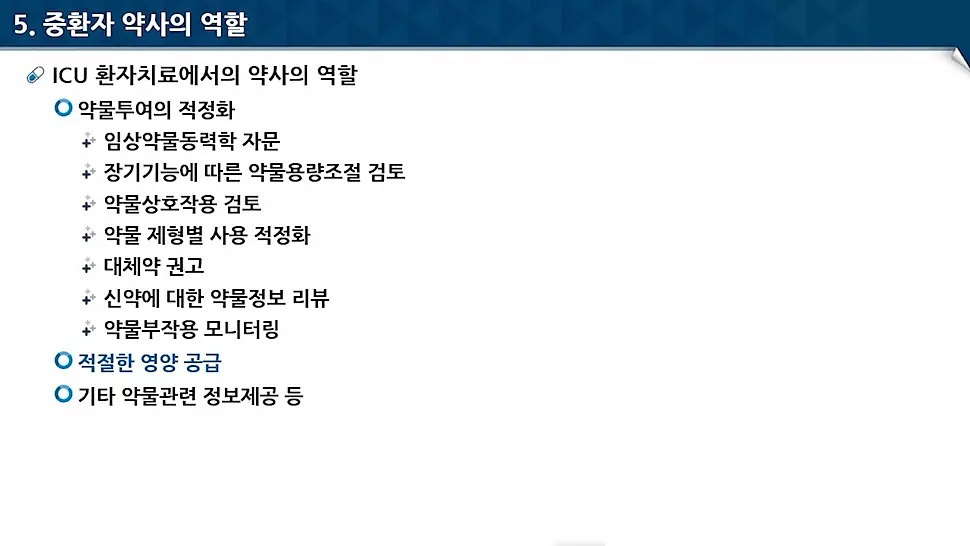 5. 중환자 약사의 역할
ICU 환자치료에서의 약사의 역할
약물투여의 적정화
임상약물동력학 자문
장기기능에 따른 약물용량조절 검토
약물상호작용 검토
약물 제형별 사용 적정화
대체약 권고
신약에 대한 약물정보 리뷰
약물부작용 모니터링
적절한 영양 공급
기타 약물관련 정보제공 등